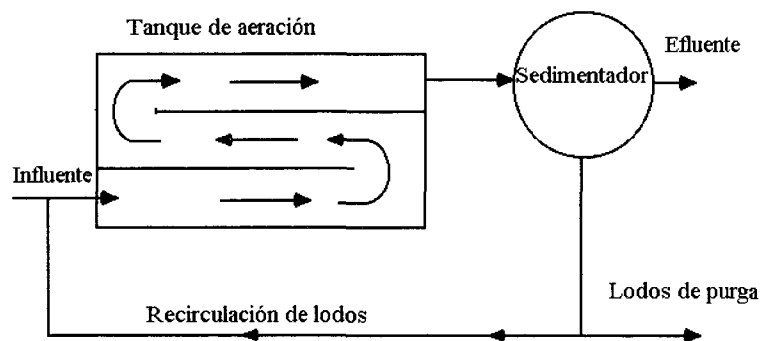 Tanque de aeración
Efluente
Sedimentador
Influente
Lodos de purga
Recirculación de lodos